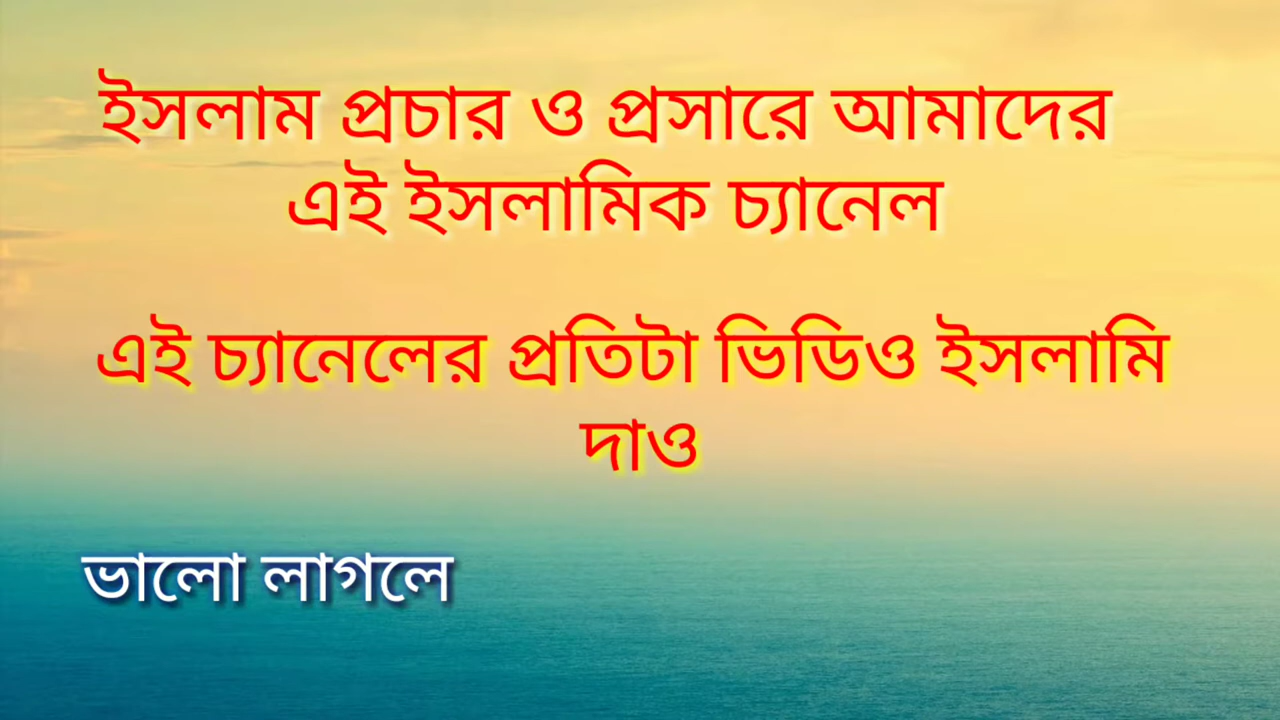 ইসলাম প্রচার ও প্রসারে আমাদের
এই ইসলামিক চ্যানেল
এই চ্যানেলের প্রতিটা ভিডিও ইসলামি
দাও
ভালো লাগলে